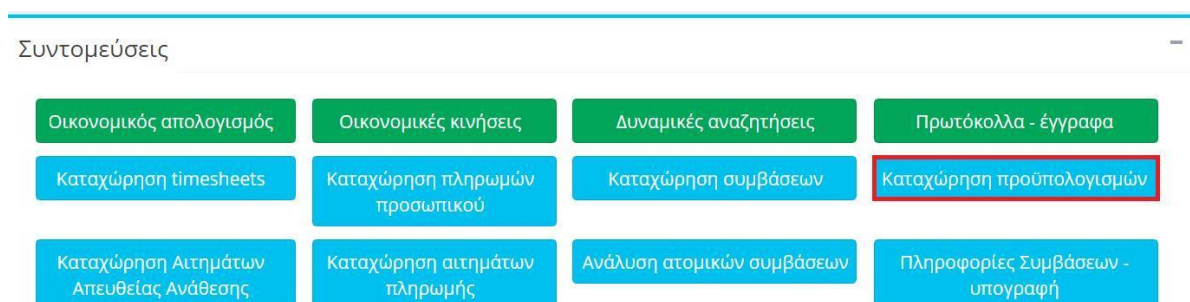 Συντομεύσεις
Οικονομικός απολογισμός
Οικονομικές κινήσεις
Δυναμικές αναζητήσεις
Πρωτόκολλα - έγγραφα
Καταχώρηση timesheets
Καταχώρηση πληρωμών
προσωπικού
Καταχώρηση συμβάσεων
Καταχώρηση προϋπολογισμών
Καταχώρηση Αιτημάτων
Απευθείας Ανάθεσης
Καταχώρηση αιτημάτων
πληρωμής
Ανάλυση ατομικών συμβάσεων
Πληροφορίες Συμβάσεων -
υπογραφή